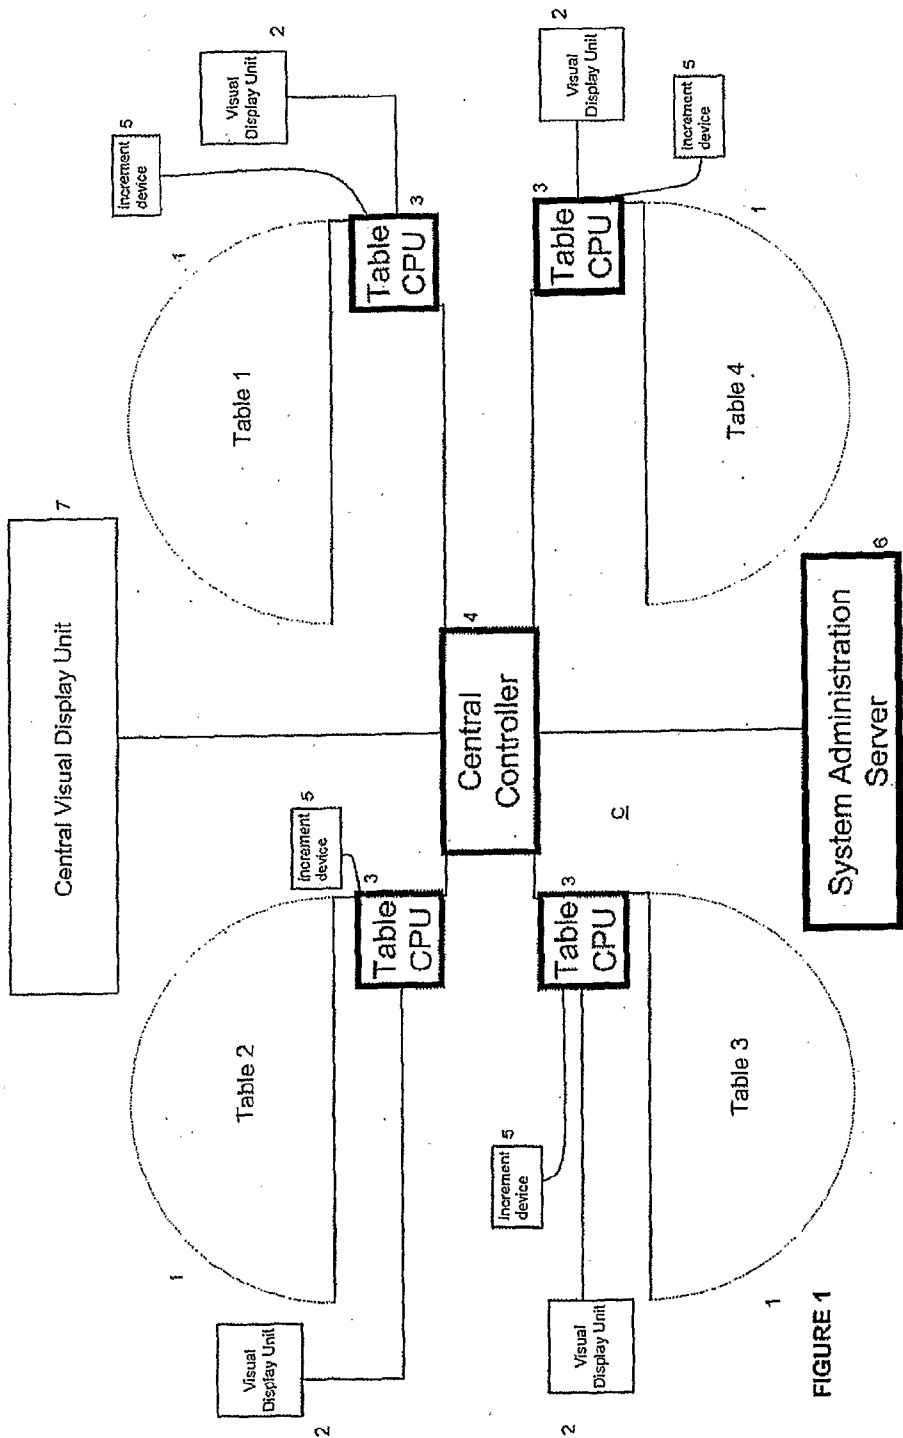 Central Visual Display Unit
7
Visual
Display Unit
2
1
Table 2
Increment
device
5
Table
CPU
3
Table 1
1
Increment
device
5
Visual
Display Unit
2
Table
CPU
3
Central
Controller
4
Increment
device
5
Visual
Display Unit
2
Table
CPU
3
C
Table
CPU
3
Visual
Display Unit
2
Increment
device
5
Table 3
1
Table 4
1
System Administration
Server
6
FIGURE 1